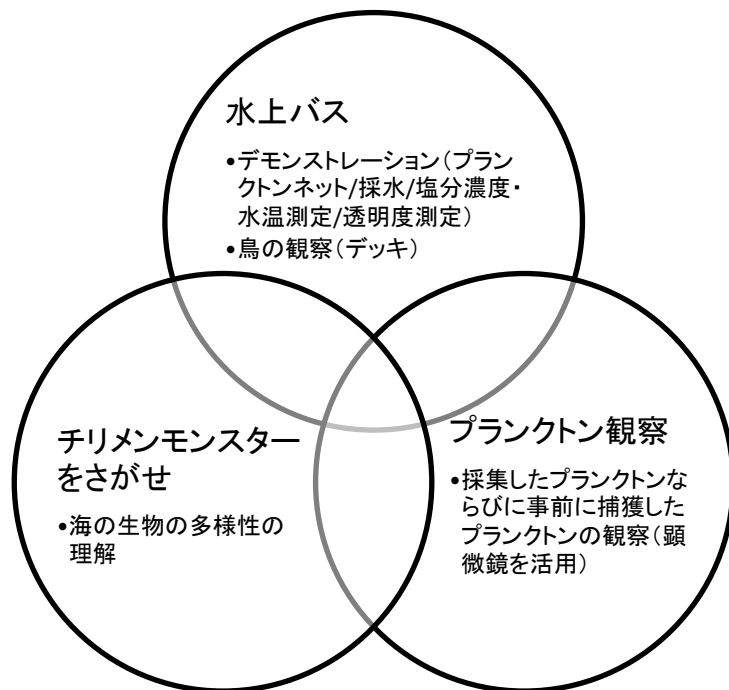 水上バス
•デモンストレーション(プラン
クトンネット/採水/塩分濃度・
水温測定/透明度測定)
•鳥の観察(デッキ)
チリメンモンスター
をさがせ
•海の生物の多様性の
理解
プランクトン観察
•採集したプランクトンな
らびに事前に捕獲した
プランクトンの観察(顕
微鏡を活用)